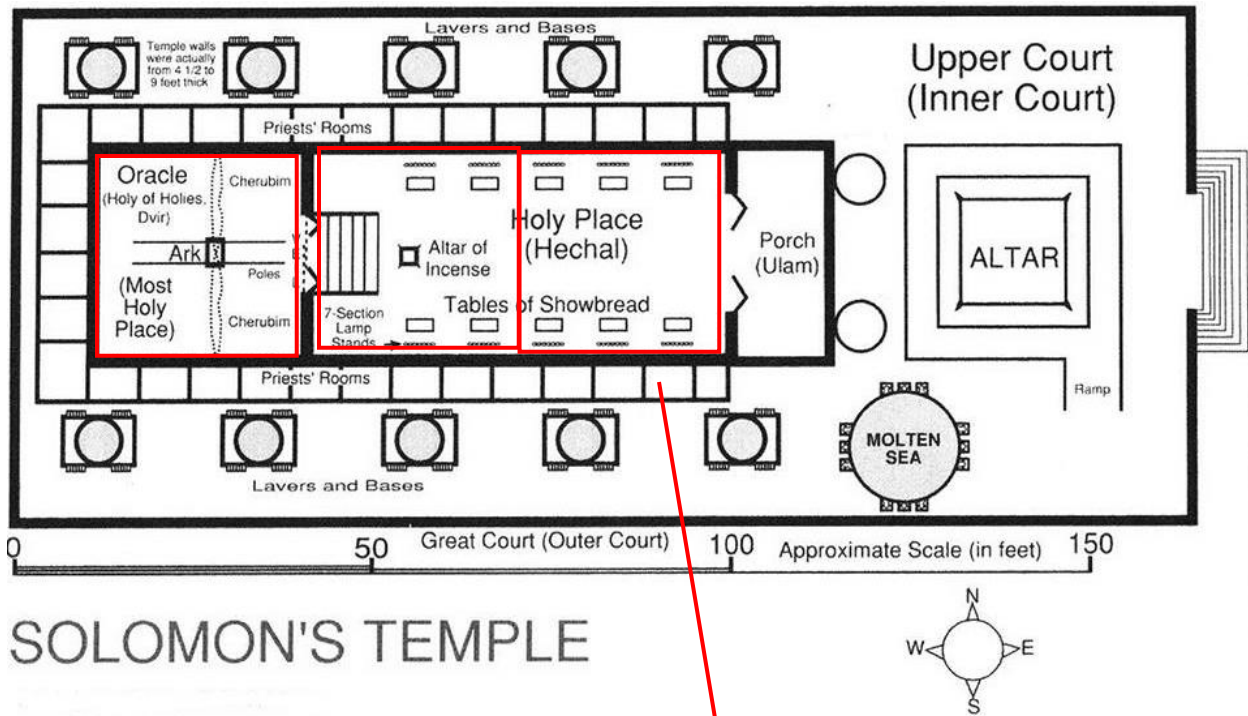 Lavers and Bases
Temple walls
were actually
from 4 1/2 to
9 feet thick
Upper Court
(Inner Court)
Priests' Rooms
Oracle
(Holy of Holies,
Dvir)
Cherubim
Ark
Poles
(Most
Holy
Place)
Cherubim
Altar of
Incense
7-Section
Lamp
Stands
Holy Place
(Hechal)
Tables of Showbread
Porch
(Ulam)
ALTAR
Ramp
Priests' Rooms
MOLTEN
SEA
Lavers and Bases
0
50
Great Court (Outer Court)
100
Approximate Scale (in feet)
150
SOLOMON'S TEMPLE
N
W
E
S